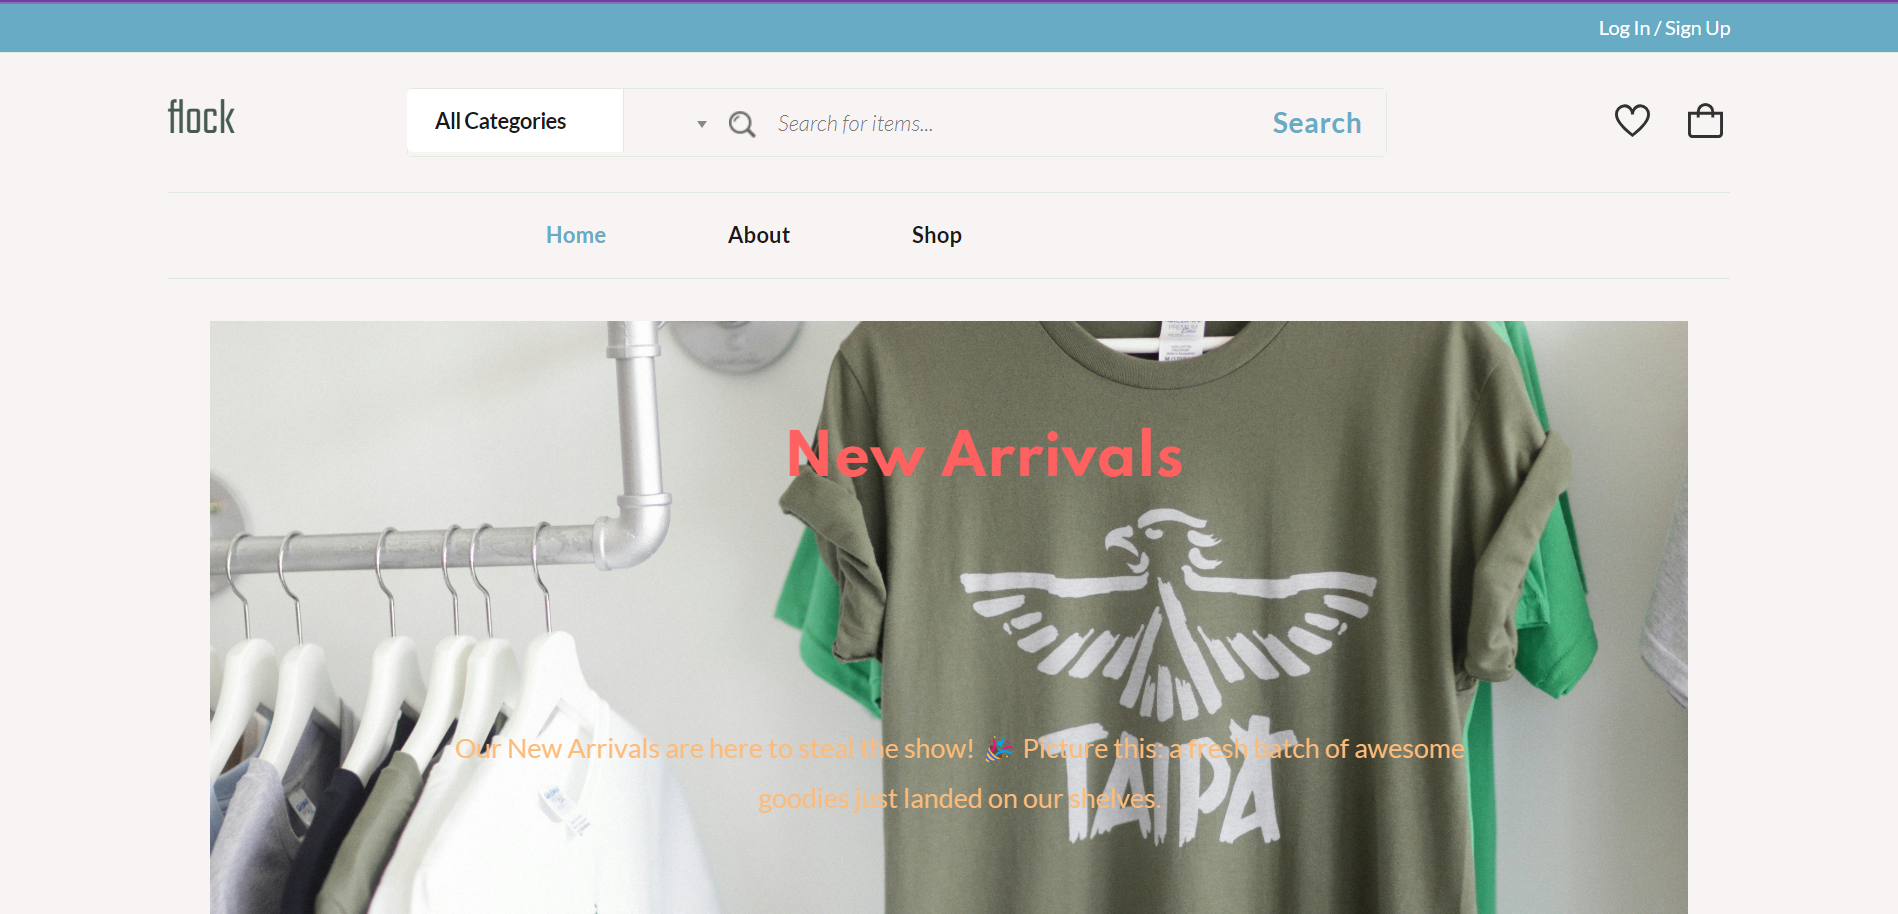 Log In / Sign Up
flock
All Categories
Search for items...
Search
Home
About
Shop
PREMIUM
New Arrivals
TAIPA
Our New Arrivals are here to steal the show! 🎉 Picture this: a fresh batch of awesome
goodies just landed on our shelves.